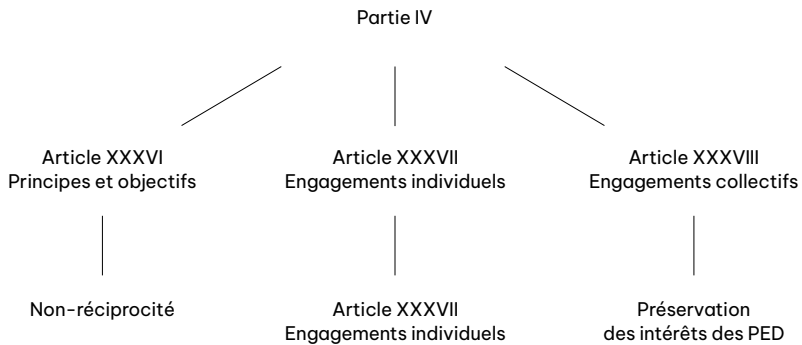 Partie IV
Article XXXVI
Principes et objectifs
Article XXXVII
Engagements individuels
Article XXXVIII
Engagements collectifs
Non-réciprocité
Article XXXVII
Engagements individuels
Préservation
des intérêts des PED